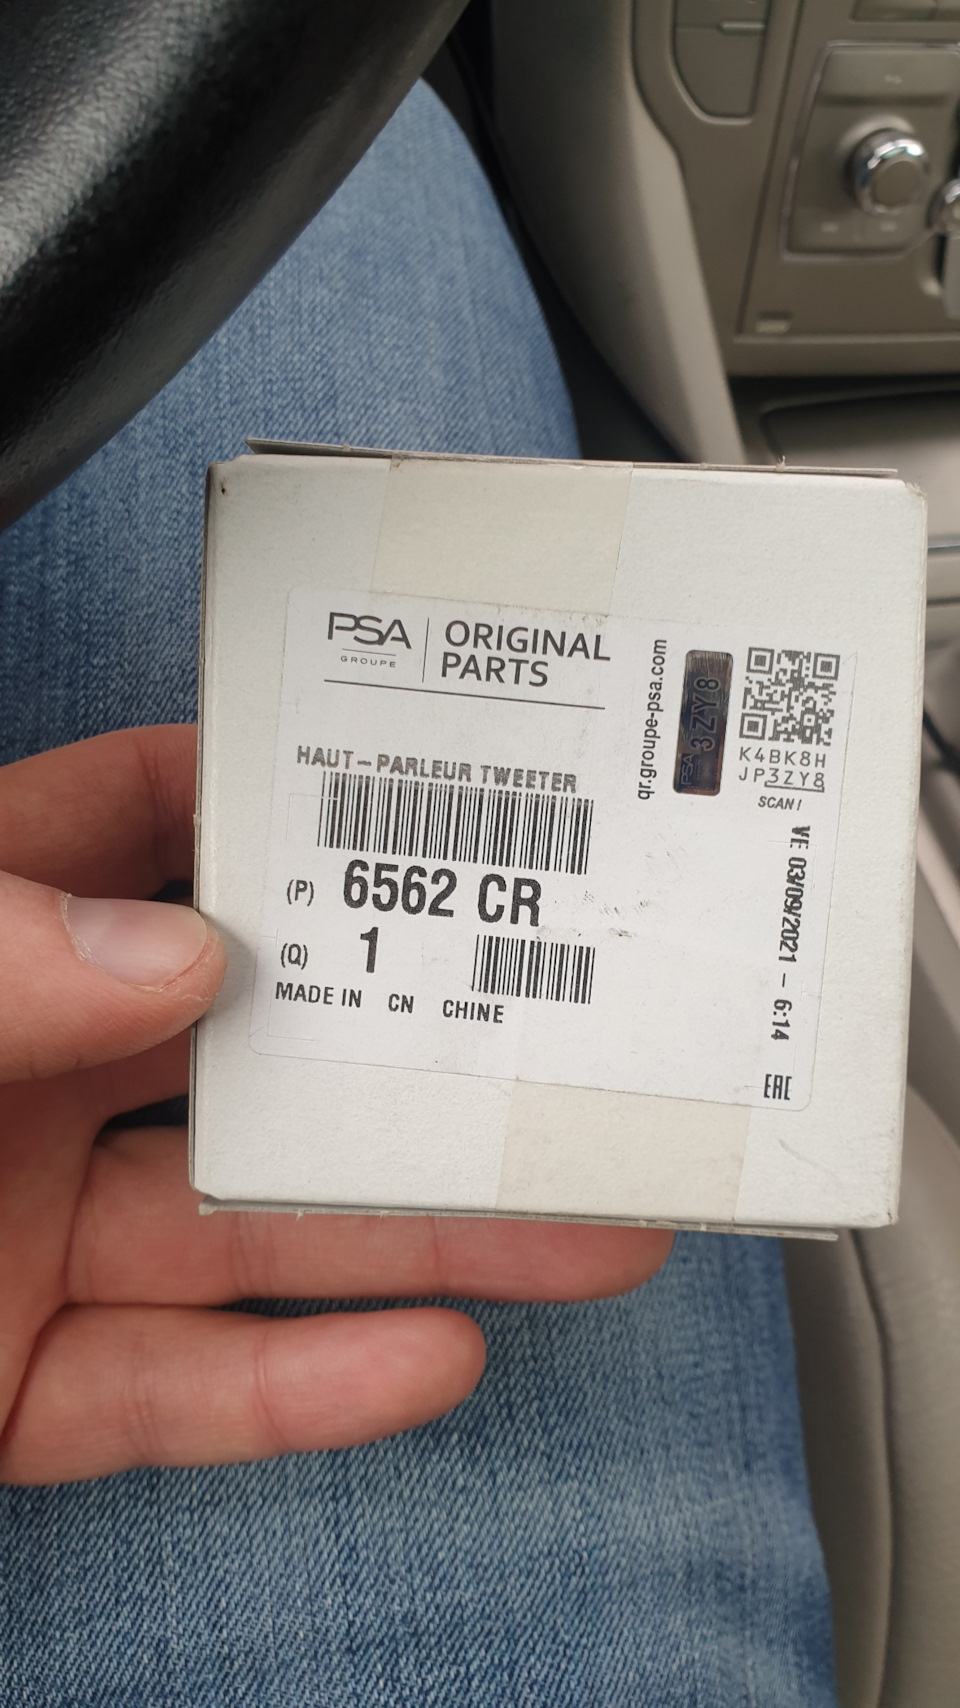 PSA
GROUPE
ORIGINAL
PARTS
qr.groupe-psa.com
PSA 3ZY8
K4BK8H
JP3ZY8
SCAN!
HAUT-PARLEUR TWEETER
(P) 6562 CR
(Q) 1
MADE IN CN CHINE
VE 03/09/2021 - 6:14
EAC